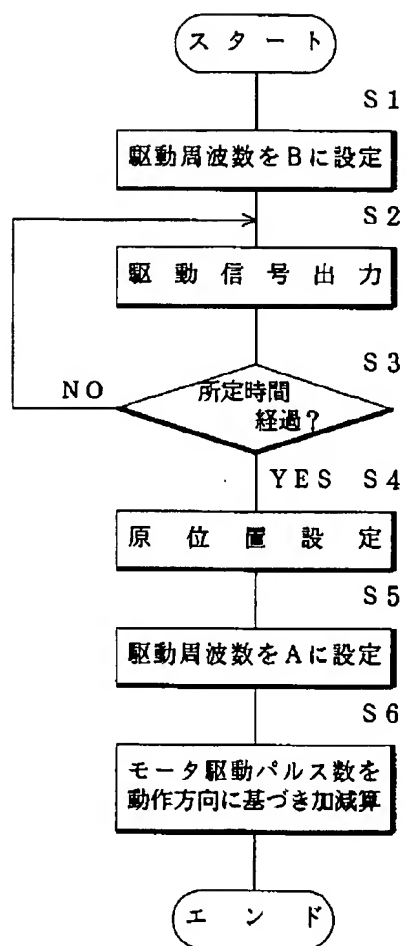 スタート
S1
駆動周波数をBに設定
S2
駆動信号出力
S3
所定時間
経過?
NO
YES S4
原位置設定
S5
駆動周波数をAに設定
S6
モータ駆動パルス数を
動作方向に基づき加減算
エンド